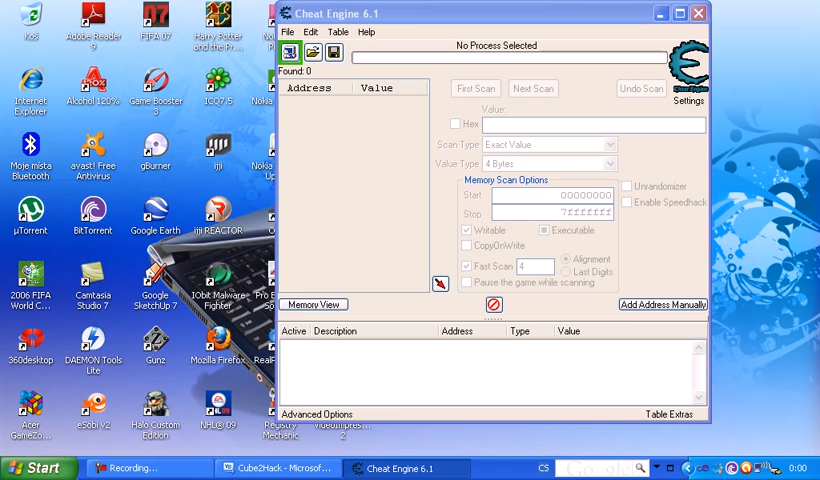 Koš
Adobe Reader 9
FIFA 07
Harry Potter and the Pr...
Internet Explorer
Alcohol 120%
Game Booster 3
ICQ7.5
Nokia
Moje místa Bluetooth
avast! Free Antivirus
gBurner
ijji
Nokia
µTorrent
BitTorrent
Google Earth
ijji REACTOR
2006 FIFA World C...
Camtasia Studio 7
Google SketchUp 7
IObit Malware Fighter
Pro E
360desktop
DAEMON Tools Lite
Gunz
Mozilla Firefox
RealP
Acer GameZo...
eSobi v2
Halo Custom Edition
NHL® 09
Registry Mechanic
Cheat Engine 6.1
File Edit Table Help
No Process Selected
Found: 0
Address Value
First Scan Next Scan Undo Scan
Settings
Value:
Hex
Scan Type Exact Value
Value Type 4 Bytes
Memory Scan Options
Start 00000000
Stop 7fffffff
Unrandomizer
Enable Speedhack
Writable Executable
CopyOnWrite
Fast Scan 4 Alignment
Last Digits
Pause the game while scanning
Memory View Add Address Manually
Active Description Address Type Value
Advanced Options Table Extras
Start Recording... Cube2Hack - Microsof... Cheat Engine 6.1 CS Google 0:00